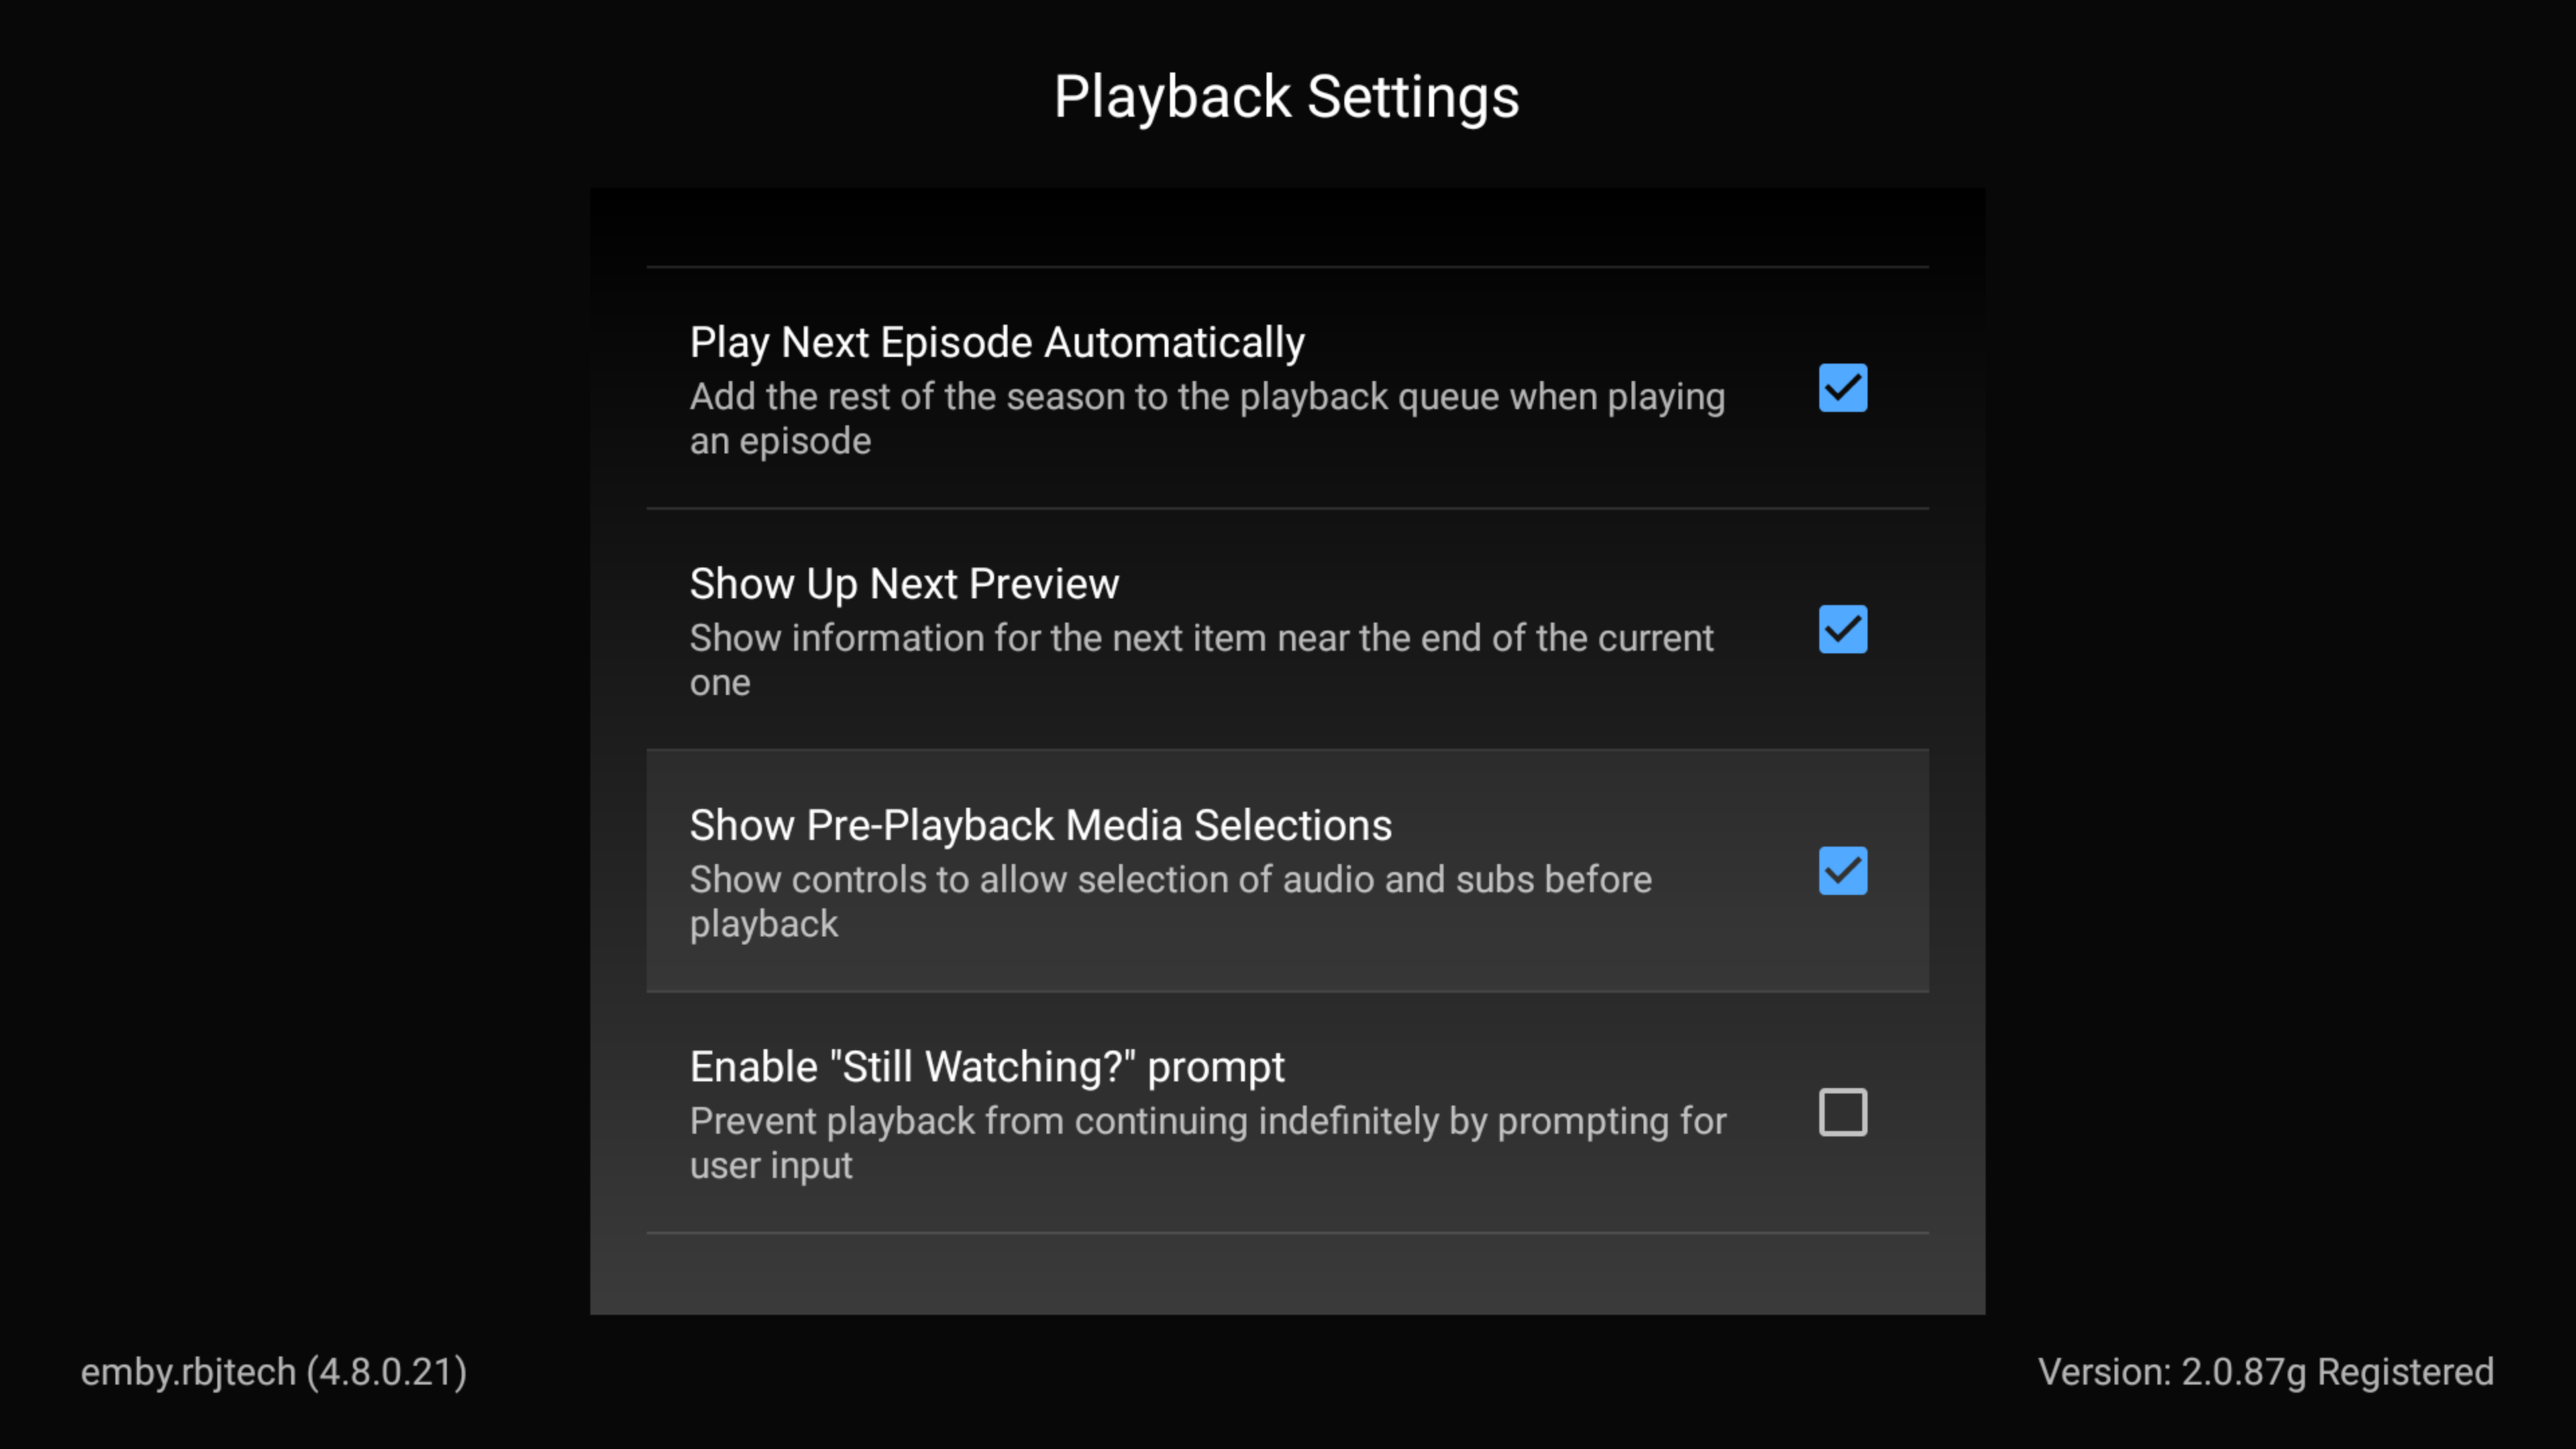 Playback Settings
Play Next Episode Automatically
Add the rest of the season to the playback queue when playing
an episode
Show Up Next Preview
Show information for the next item near the end of the current
one
Show Pre-Playback Media Selections
Show controls to allow selection of audio and subs before
playback
Enable "Still Watching?" prompt
Prevent playback from continuing indefinitely by prompting for
user input
emby.rbjtech (4.8.0.21)
Version: 2.0.87g Registered